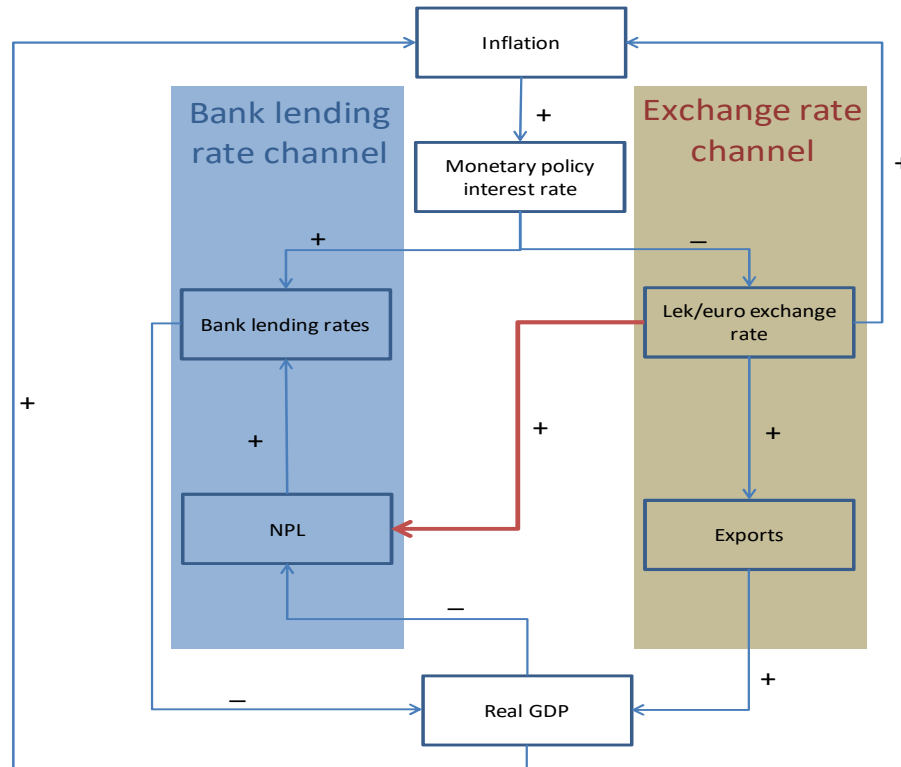 Inflation
Bank lending
rate channel
Exchange rate
channel
+
Monetary policy
interest rate
+
+
–
Bank lending rates
Lek/euro exchange
rate
+
+
+
+
NPL
Exports
–
+
–
Real GDP